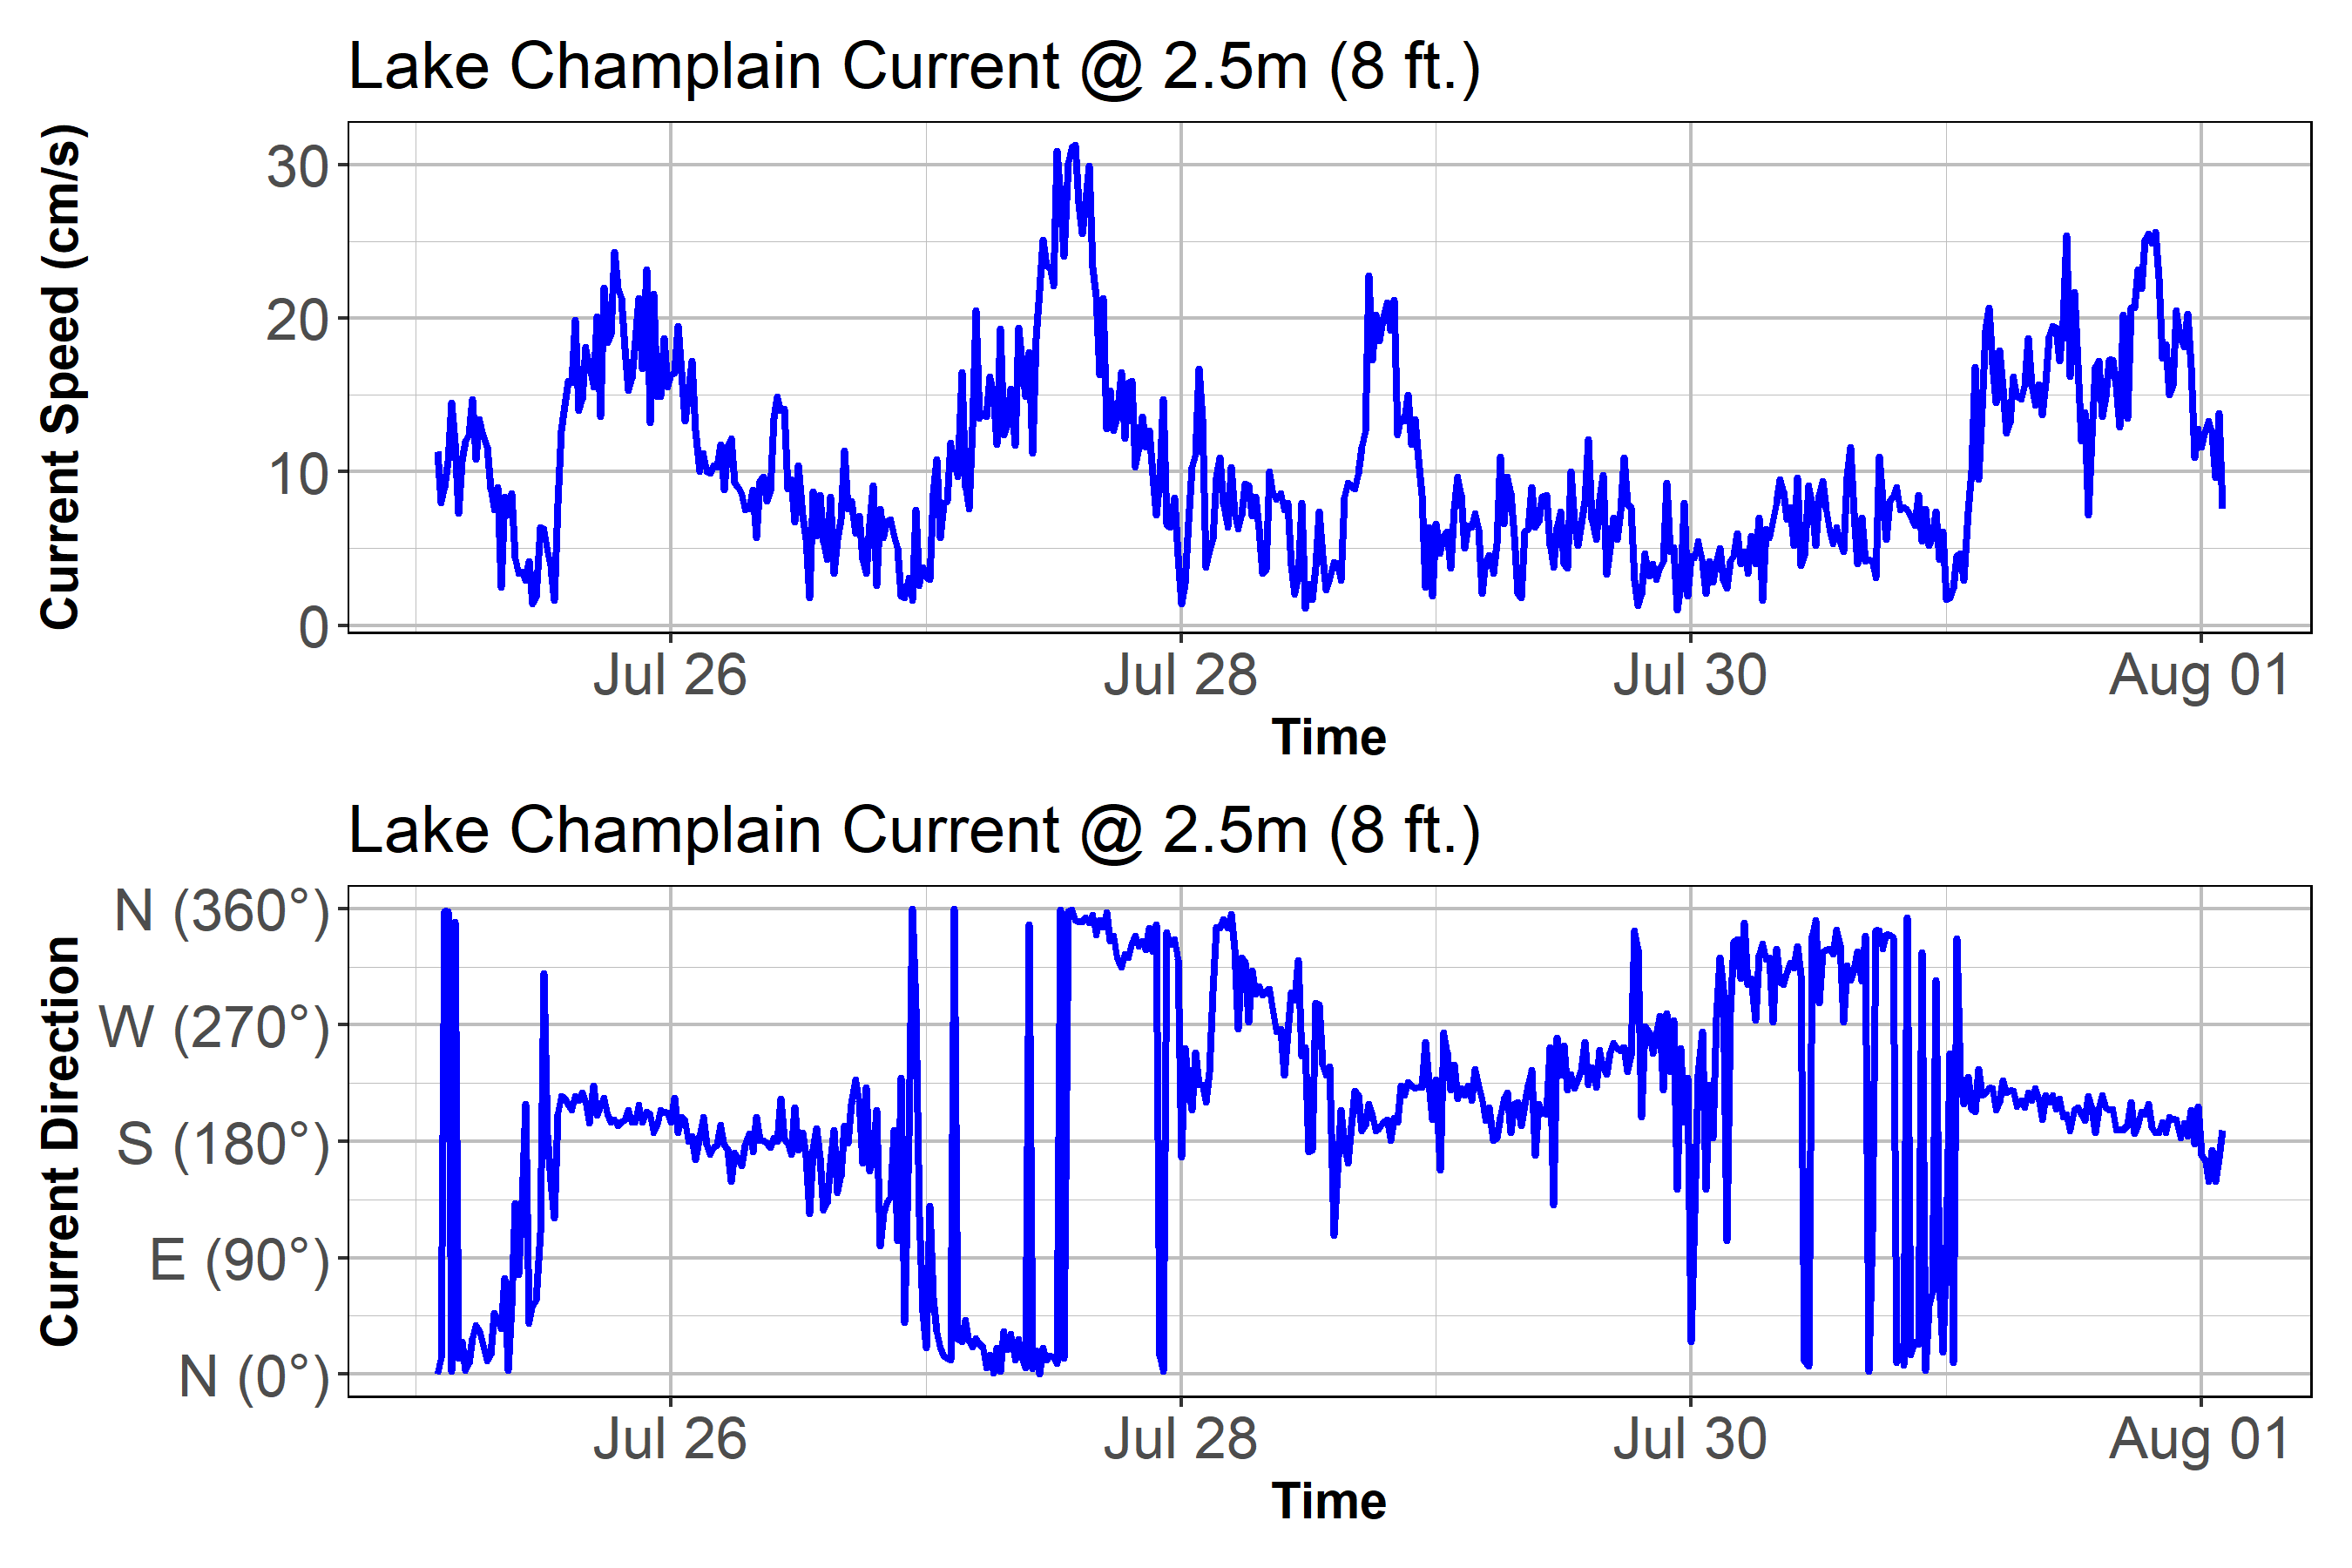 Lake Champlain Current @ 2.5m (8 ft.)
Current Speed (cm/s)
30
20
10
0
Jul 26 Jul 28 Jul 30 Aug 01
Time
Lake Champlain Current @ 2.5m (8 ft.)
Current Direction
N (360°)
W (270°)
S (180°)
E (90°)
N (0°)
Jul 26 Jul 28 Jul 30 Aug 01
Time